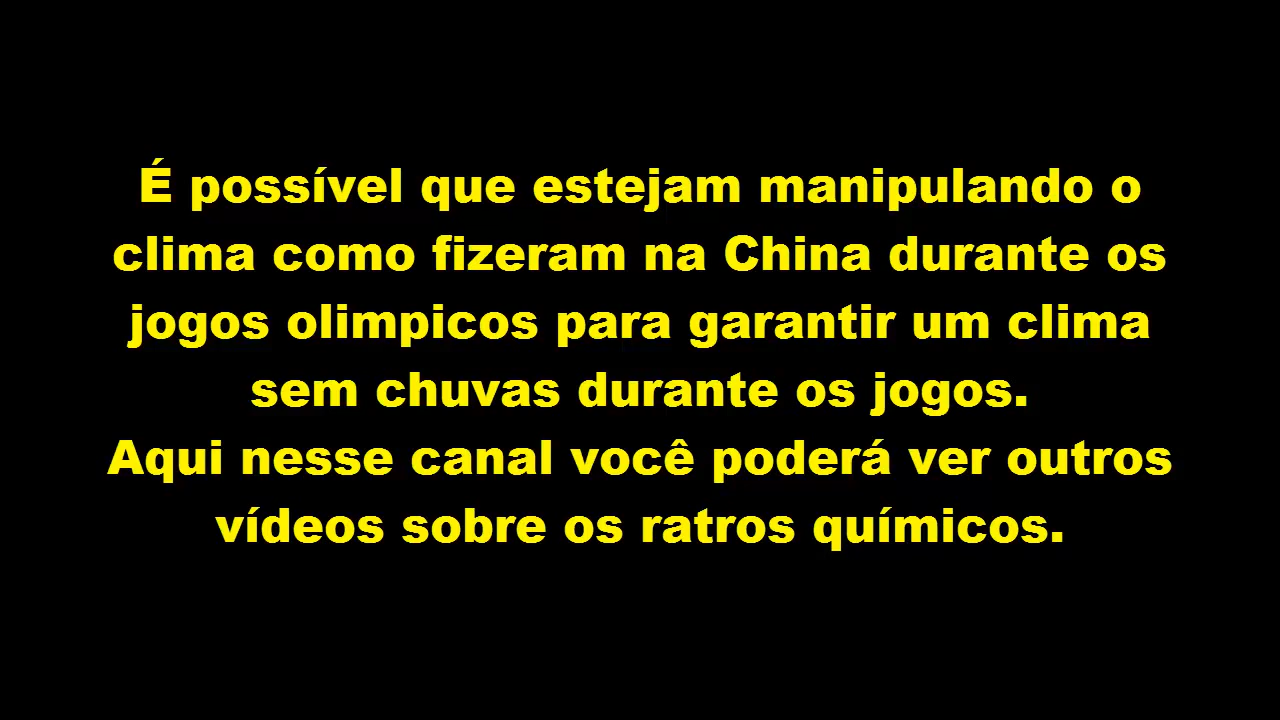 É possível que estejam manipulando o
clima como fizeram na China durante os
jogos olimpicos para garantir um clima
sem chuvas durante os jogos.
Aqui nesse canal você poderá ver outros
vídeos sobre os ratros químicos.